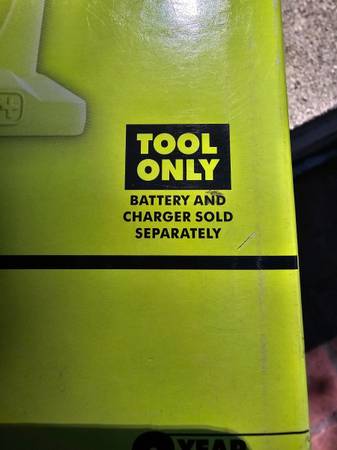 TOOL
ONLY
BATTERY AND
CHARGER SOLD
SEPARATELY
YEAR